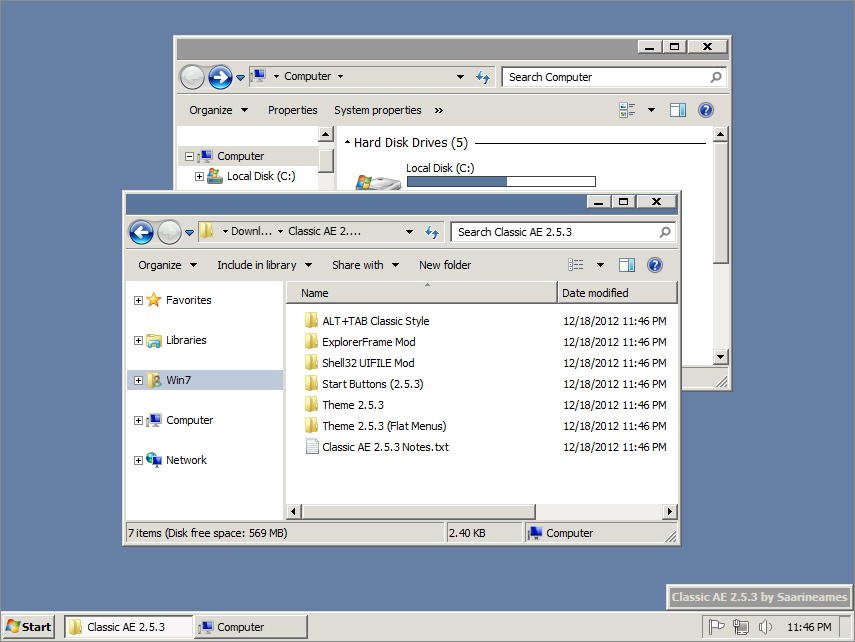 Computer
Search Computer
Organize Properties System properties »
Computer
Local Disk (C:)
Hard Disk Drives (5)
Local Disk (C:)
Downl... Classic AE 2....
Search Classic AE 2.5.3
Organize Include in library Share with New folder
Favorites
Libraries
Win7
Computer
Network
Name Date modified
ALT+TAB Classic Style 12/18/2012 11:46 PM
ExplorerFrame Mod 12/18/2012 11:46 PM
Shell32 UIFILE Mod 12/18/2012 11:46 PM
Start Buttons (2.5.3) 12/18/2012 11:46 PM
Theme 2.5.3 12/18/2012 11:46 PM
Theme 2.5.3 (Flat Menus) 12/18/2012 11:46 PM
Classic AE 2.5.3 Notes.txt 12/18/2012 11:46 PM
7 items (Disk free space: 569 MB) 2.40 KB Computer
Classic AE 2.5.3 by Saarineames
Start Classic AE 2.5.3 Computer 11:46 PM